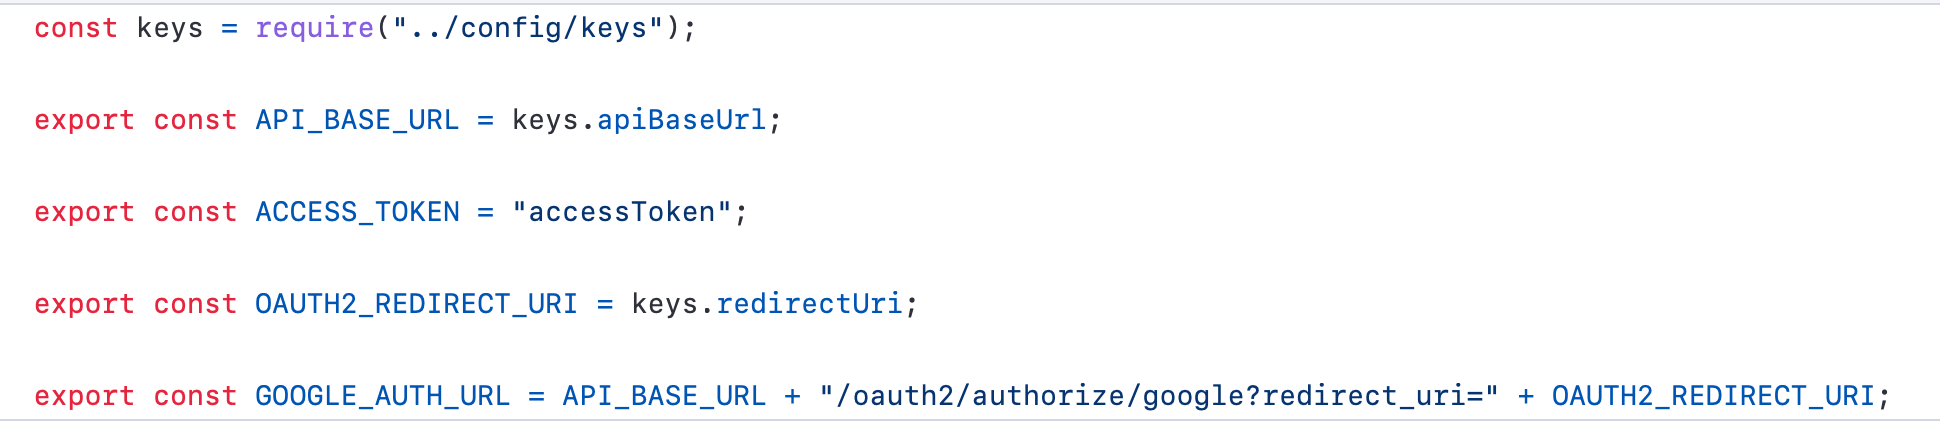 const keys = require("../config/keys");
export const API_BASE_URL = keys.apiBaseUrl;
export const ACCESS_TOKEN = "accessToken";
export const OAUTH2_REDIRECT_URI = keys.redirectUri;
export const GOOGLE_AUTH_URL = API_BASE_URL + "/oauth2/authorize/google?redirect_uri=" + OAUTH2_REDIRECT_URI;